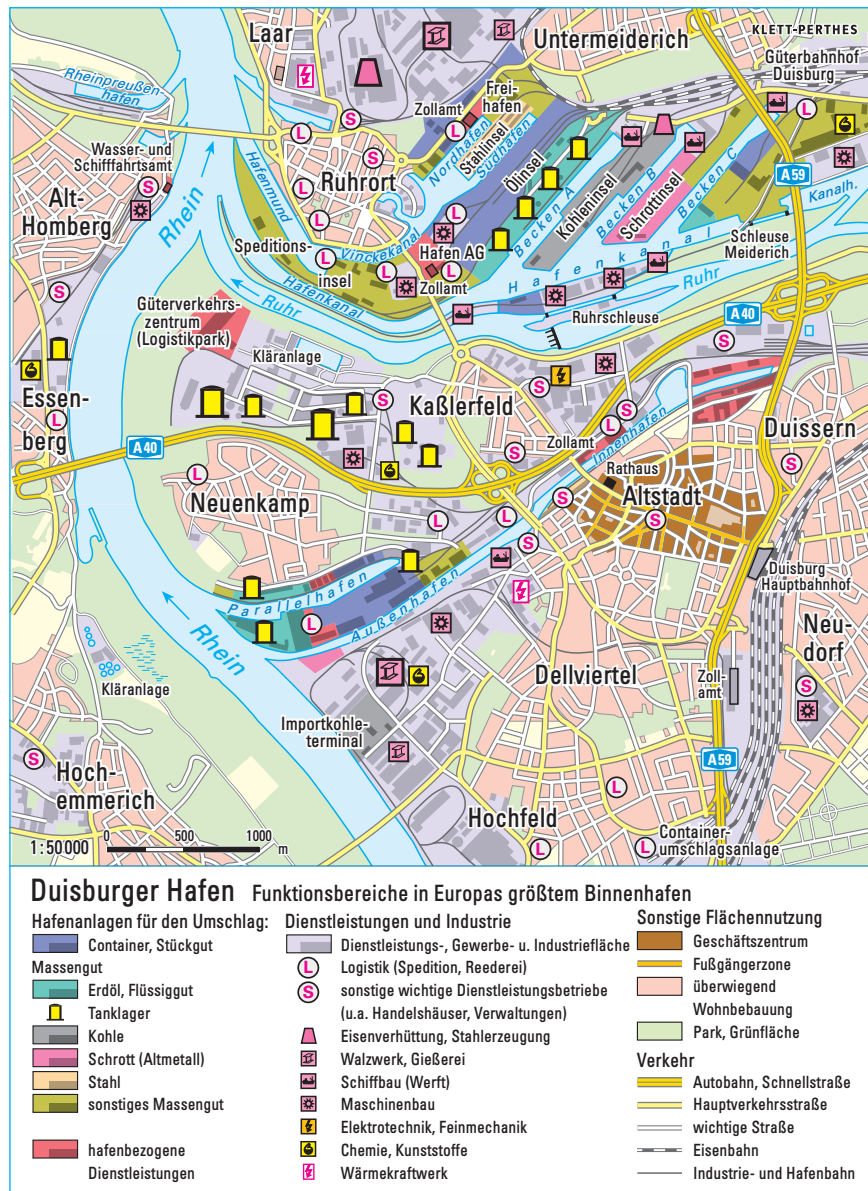 KLETT-PERTHES
Laar
Untermeiderich
Güterbahnhof
Duisburg
Rheinpreußen-
hafen
Frei-
hafen
Zollamt
Nordhafen
Stahlinsel
Südhafen
Wasser- und
Schifffahrtsamt
Hafenmund
Ruhrort
Ölinsel
Becken A
Kohleninsel
Becken B
Schrottinsel
Becken C
A 59
Kanalh.
Alt-
Homberg
Rhein
Speditions-
insel
Vinckekanal
Hafen AG
Zollamt
Hafenkanal
Hafenkanal
Schleuse
Meiderich
Ruhr
Ruhr
Ruhrschleuse
A 40
Güterverkehrs-
zentrum
(Logistikpark)
Kläranlage
Essen-
berg
Kaßlerfeld
A 40
Zollamt
Innenhafen
Duissern
Rathaus
Neuenkamp
Altstadt
Duisburg
Hauptbahnhof
Parallelhafen
Außenhafen
Rhein
Neu-
dorf
Kläranlage
Dellviertel
Zoll-
amt
Importkohle-
terminal
A 59
Hoch-
emmerich
Hochfeld
Container-
umschlagsanlage
1:50 000
0 500 1000
m
Duisburger Hafen Funktionsbereiche in Europas größtem Binnenhafen
Hafenanlagen für den Umschlag:
Container, Stückgut
Massengut
Erdöl, Flüssiggut
Tanklager
Kohle
Schrott (Altmetall)
Stahl
sonstiges Massengut
hafenbezogene
Dienstleistungen
Dienstleistungen und Industrie
Dienstleistungs-, Gewerbe- u. Industriefläche
L Logistik (Spedition, Reederei)
S sonstige wichtige Dienstleistungsbetriebe
(u.a. Handelshäuser, Verwaltungen)
Eisenverhüttung, Stahlerzeugung
Walzwerk, Gießerei
Schiffbau (Werft)
Maschinenbau
Elektrotechnik, Feinmechanik
Chemie, Kunststoffe
Wärmekraftwerk
Sonstige Flächennutzung
Geschäftszentrum
Fußgängerzone
überwiegend
Wohnbebauung
Park, Grünfläche
Verkehr
Autobahn, Schnellstraße
Hauptverkehrsstraße
wichtige Straße
Eisenbahn
Industrie- und Hafenbahn